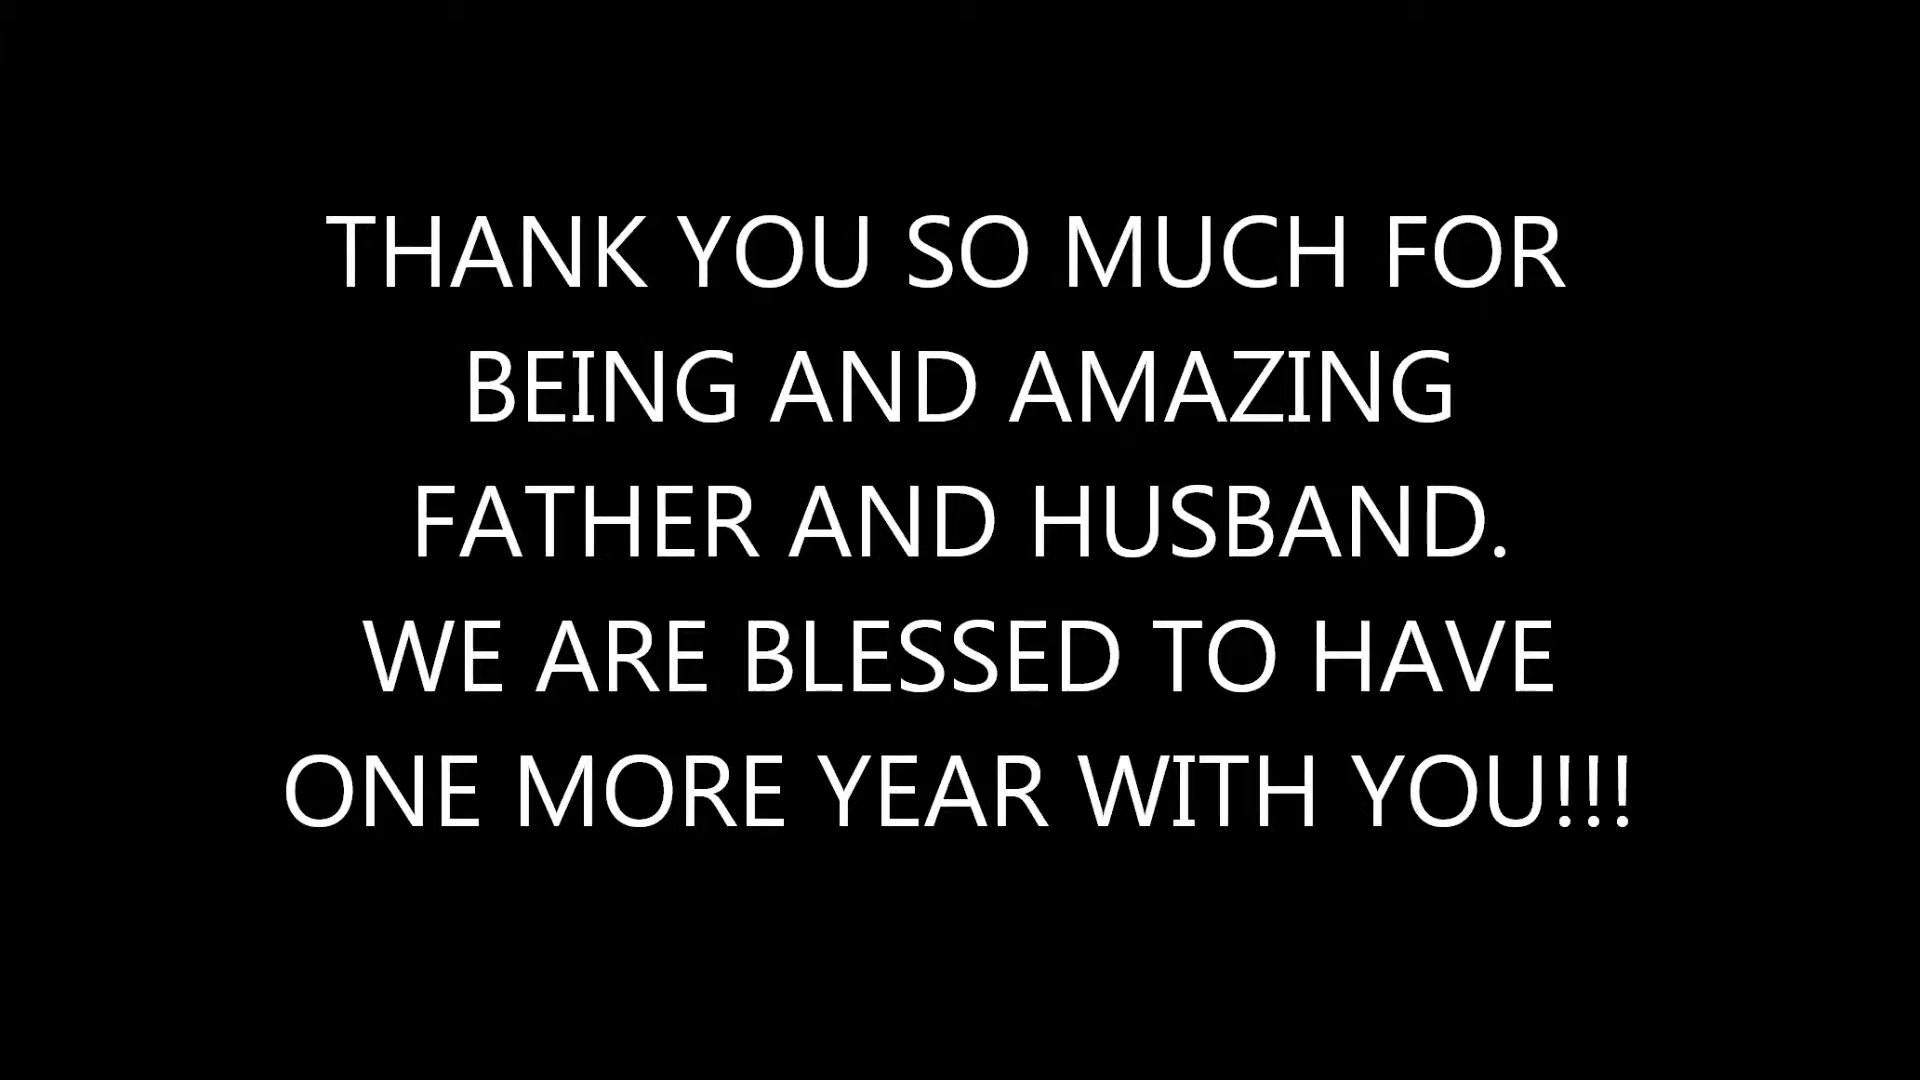 THANK YOU SO MUCH FOR
BEING AND AMAZING
FATHER AND HUSBAND.
WE ARE BLESSED TO HAVE
ONE MORE YEAR WITH YOU!!!